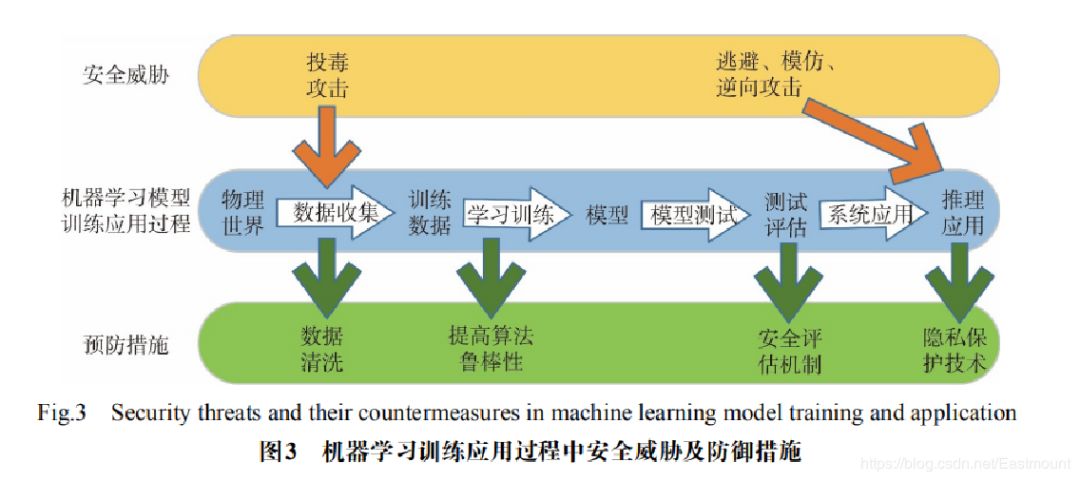 安全威胁
投毒
攻击
逃避、模仿、
逆向攻击
机器学习模型
训练应用过程
物理
世界
数据收集
训练
数据
学习训练
模型
模型测试
测试
评估
系统应用
推理
应用
预防措施
数据
清洗
提高算法
鲁棒性
安全评
估机制
隐私保
护技术
Fig.3 Security threats and their countermeasures in machine learning model training and application
图3 机器学习训练应用过程中安全威胁及防御措施
https://blog.csdn.net/Eastmount